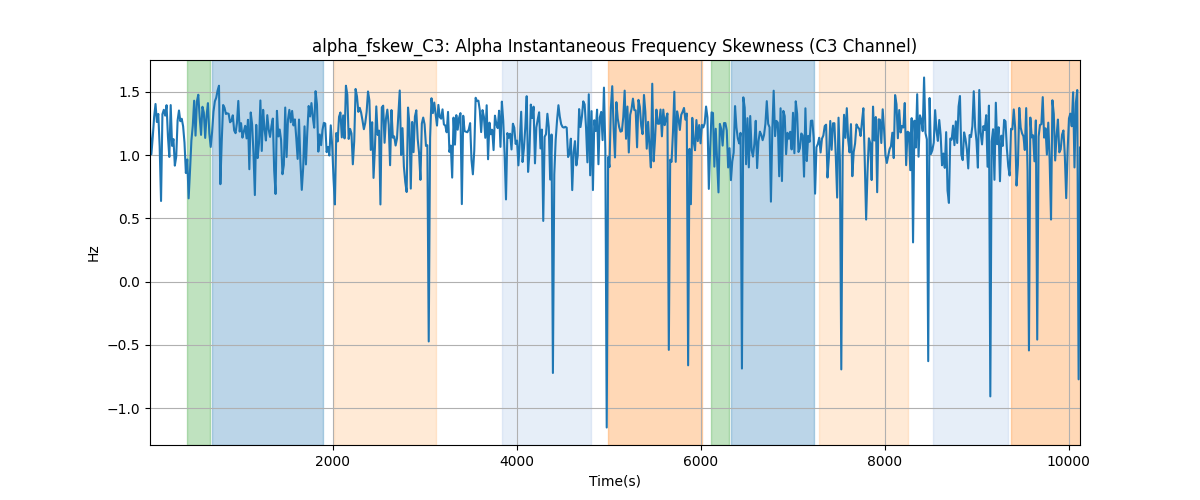 alpha_fskew_C3: Alpha Instantaneous Frequency Skewness (C3 Channel)
1.5
1.0
0.5
0.0
−0.5
−1.0
Hz
2000 4000 6000 8000 10000
Time(s)